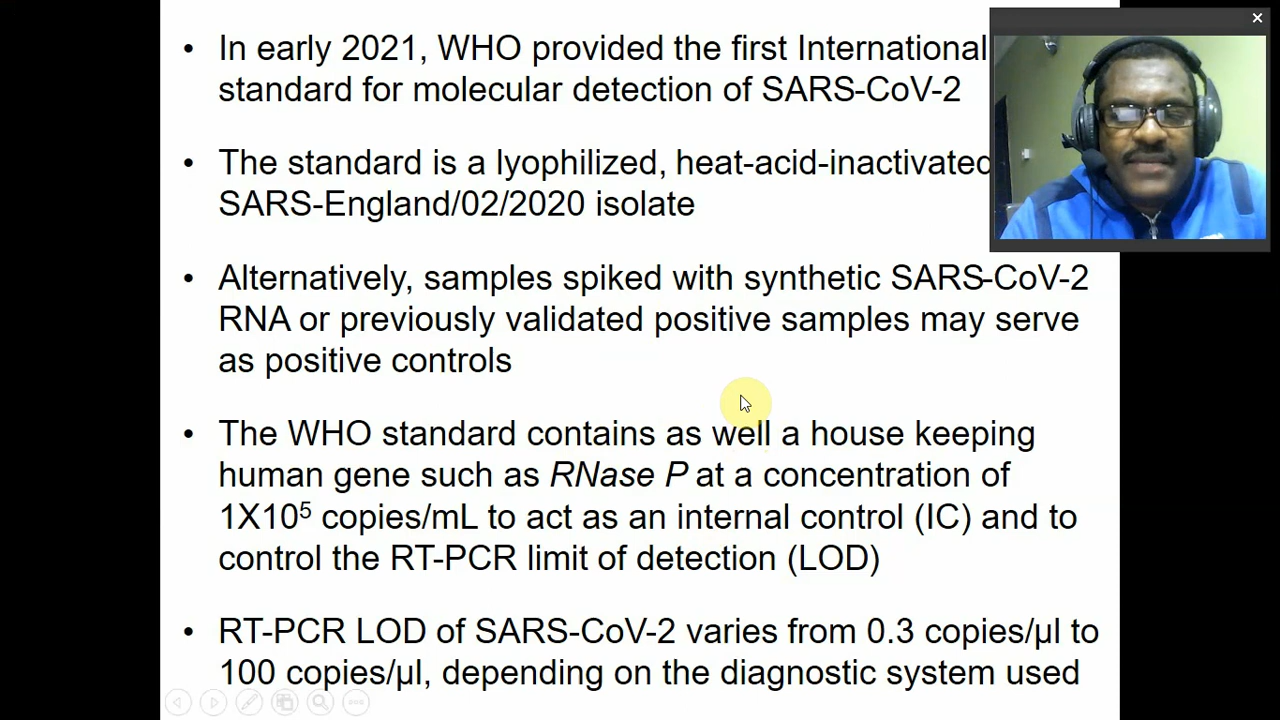 • In early 2021, WHO provided the first International
standard for molecular detection of SARS-CoV-2
• The standard is a lyophilized, heat-acid-inactivated
SARS-England/02/2020 isolate
• Alternatively, samples spiked with synthetic SARS-CoV-2
RNA or previously validated positive samples may serve
as positive controls
• The WHO standard contains as well a house keeping
human gene such as RNase P at a concentration of
1X10⁵ copies/mL to act as an internal control (IC) and to
control the RT-PCR limit of detection (LOD)
• RT-PCR LOD of SARS-CoV-2 varies from 0.3 copies/µl to
100 copies/µl, depending on the diagnostic system used